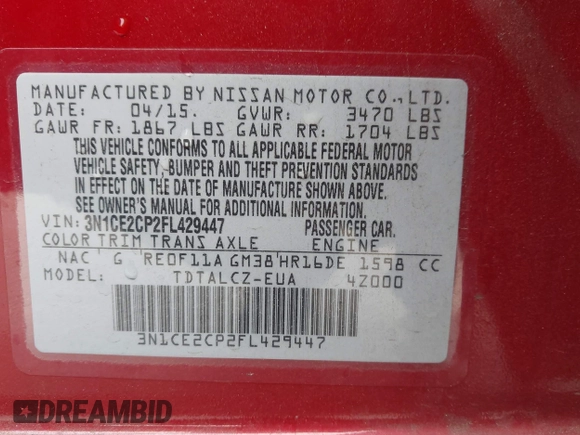 MANUFACTURED BY NISSAN MOTOR CO., LTD.
DATE: 04/15. GVWR: 3470 LBS
GAWR FR: 1867 LBS GAWR RR: 1704 LBS
THIS VEHICLE CONFORMS TO ALL APPLICABLE FEDERAL MOTOR
VEHICLE SAFETY, BUMPER AND THEFT PREVENTION STANDARDS
IN EFFECT ON THE DATE OF MANUFACTURE SHOWN ABOVE.
SEE OWNER'S MANUAL FOR ADDITIONAL INFORMATION.
VIN: 3N1CE2CP2FL429447 PASSENGER CAR.
COLOR TRIM TRANS AXLE ENGINE
NAC G RE0F11A GM38 HR16DE 1598 CC
MODEL: TDTALCZ-EUA 4Z000
3N1CE2CP2FL429447
DREAMBID